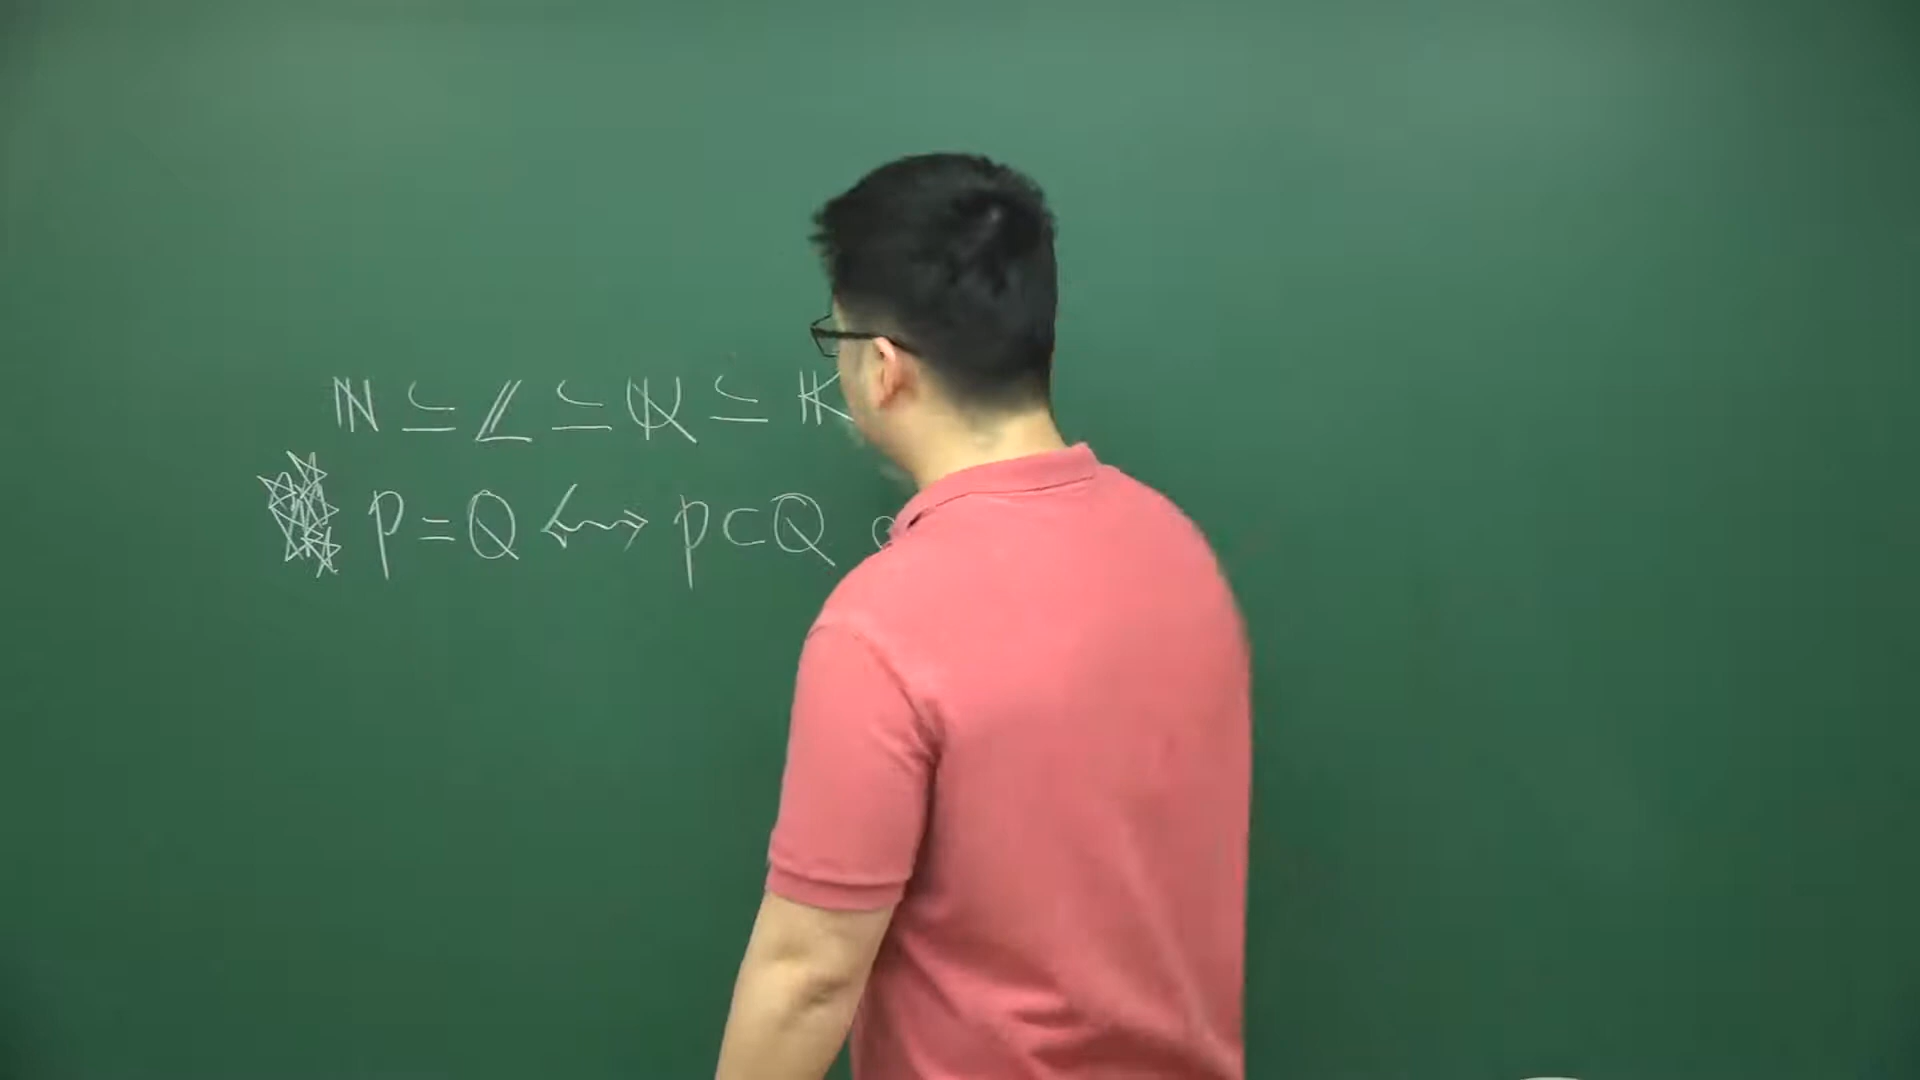 ℕ ⊆ ℤ ⊆ ℚ ⊆ ℝ
P = Q ⟷ P ⊂ Q